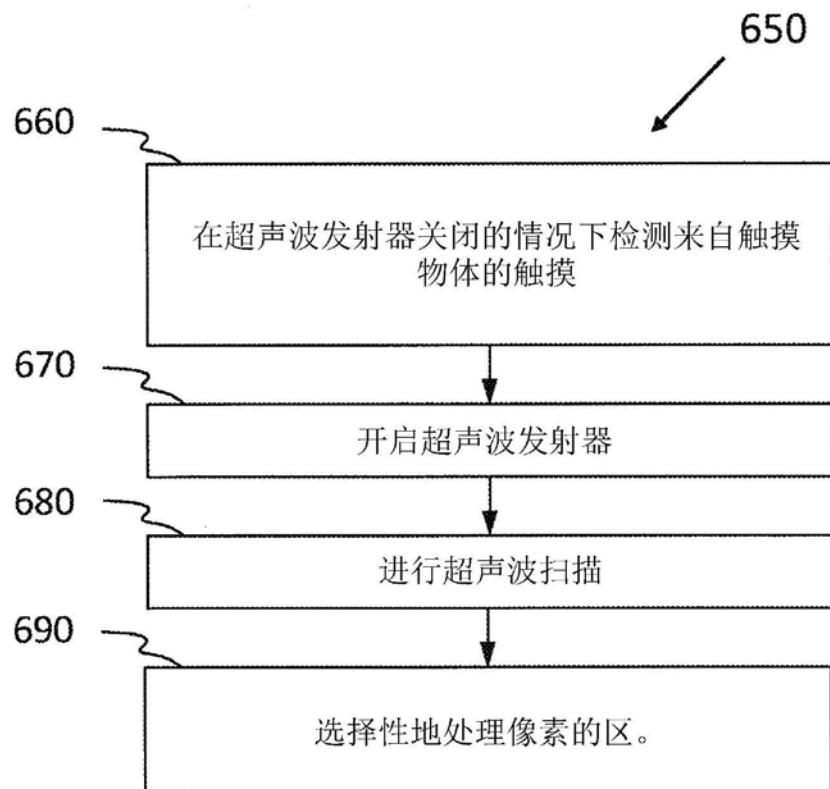 650
660
在超声波发射器关闭的情况下检测来自触摸
物体的触摸
670
开启超声波发射器
680
进行超声波扫描
690
选择性地处理像素的区。